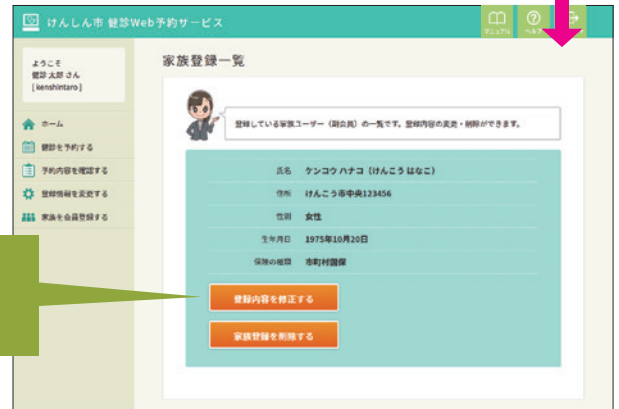 けんしん市 健診Web予約サービス
マニュアル
ヘルプ
ようこそ
健診 太郎 さん
[ kenshintaro ]
ホーム
健診を予約する
予約内容を確認する
登録情報を変更する
家族を会員登録する
家族登録一覧
登録している家族ユーザー（副会員）の一覧です。登録内容の変更・削除ができます。
氏名 ケンコウ ハナコ（けんこう はなこ）
住所 けんこう市中央123456
性別 女性
生年月日 1975年10月20日
保険の種類 市町村国保
登録内容を修正する
家族登録を削除する